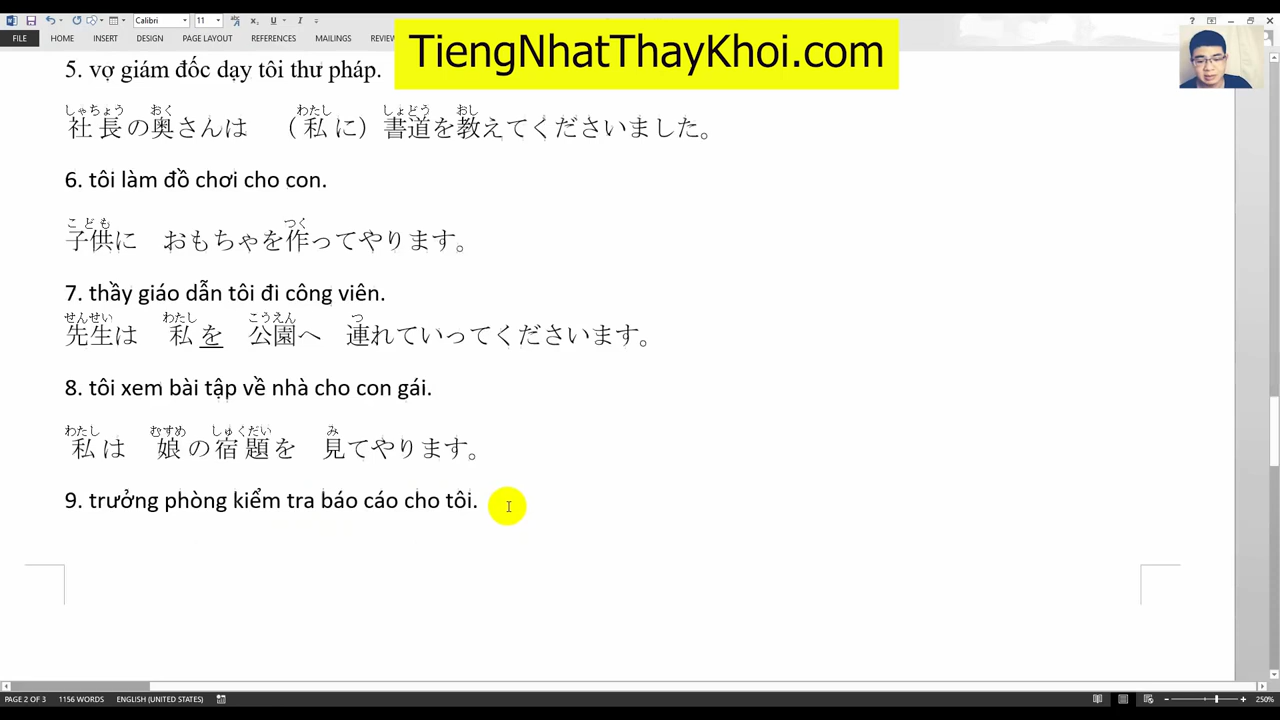 Calibri 11
FILE HOME INSERT DESIGN PAGE LAYOUT REFERENCES MAILINGS
TiengNhatThayKhoi.com
5. vợ giám đốc dạy tôi thư pháp.
しゃちょう おく わたし しょどう おし
社長の奥さんは （私に）書道を教えてくださいました。
6. tôi làm đồ chơi cho con.
こども つく
子供に おもちゃを作ってやります。
7. thầy giáo dẫn tôi đi công viên.
せんせい わたし こうえん つ
先生は 私を 公園へ 連れていってくださいます。
8. tôi xem bài tập về nhà cho con gái.
わたし むすめ しゅくだい み
私は 娘の宿題を 見てやります。
9. trưởng phòng kiểm tra báo cáo cho tôi.
PAGE 2 OF 3 1156 WORDS ENGLISH (UNITED STATES) 250%